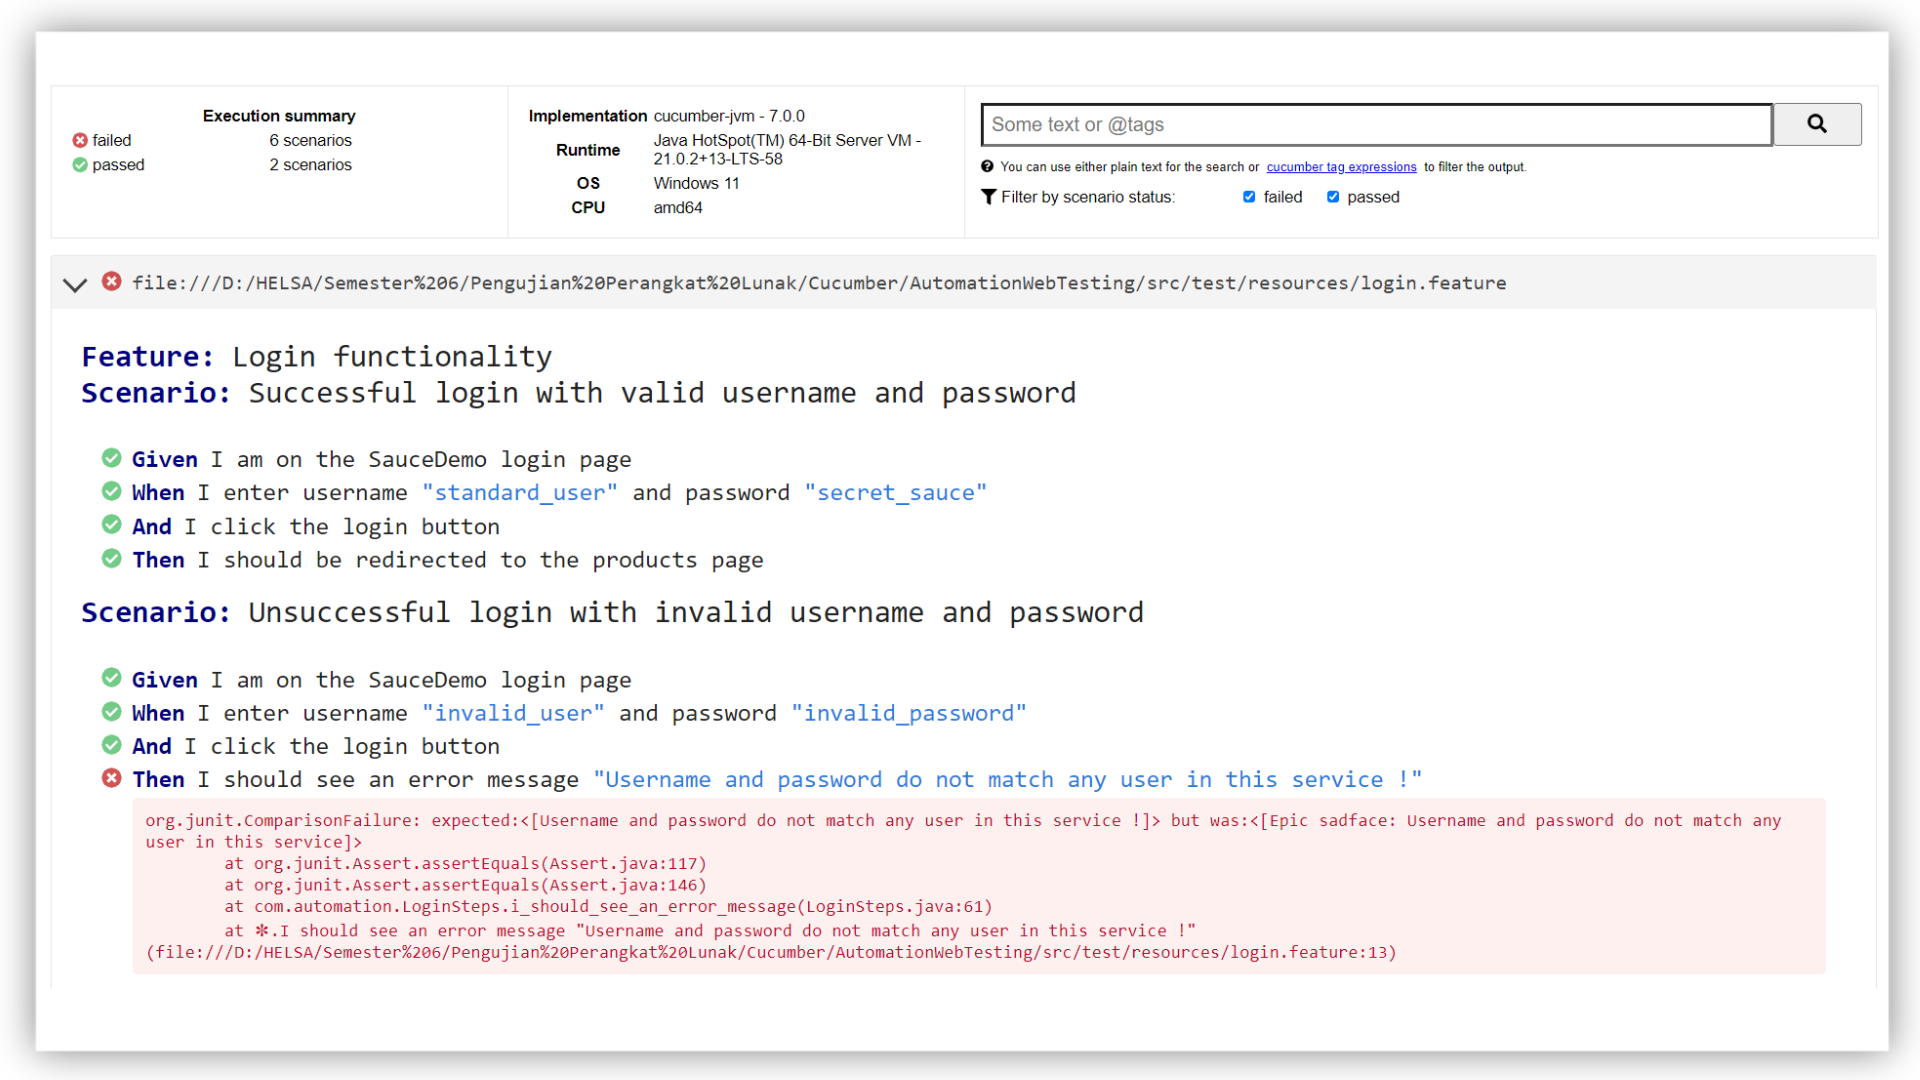 Execution summary
failed 6 scenarios
passed 2 scenarios
Implementation cucumber-jvm - 7.0.0
Runtime Java HotSpot(TM) 64-Bit Server VM -
21.0.2+13-LTS-58
OS Windows 11
CPU amd64
Some text or @tags
You can use either plain text for the search or cucumber tag expressions to filter the output.
Filter by scenario status: failed passed
file:///D:/HELSA/Semester%206/Pengujian%20Perangkat%20Lunak/Cucumber/AutomationWebTesting/src/test/resources/login.feature
Feature: Login functionality
Scenario: Successful login with valid username and password
Given I am on the SauceDemo login page
When I enter username "standard_user" and password "secret_sauce"
And I click the login button
Then I should be redirected to the products page
Scenario: Unsuccessful login with invalid username and password
Given I am on the SauceDemo login page
When I enter username "invalid_user" and password "invalid_password"
And I click the login button
Then I should see an error message "Username and password do not match any user in this service !"
org.junit.ComparisonFailure: expected:<[Username and password do not match any user in this service !]> but was:<[Epic sadface: Username and password do not match any
user in this service]>
at org.junit.Assert.assertEquals(Assert.java:117)
at org.junit.Assert.assertEquals(Assert.java:146)
at com.automation.LoginSteps.i_should_see_an_error_message(LoginSteps.java:61)
at ✽.I should see an error message "Username and password do not match any user in this service !"
(file:///D:/HELSA/Semester%206/Pengujian%20Perangkat%20Lunak/Cucumber/AutomationWebTesting/src/test/resources/login.feature:13)